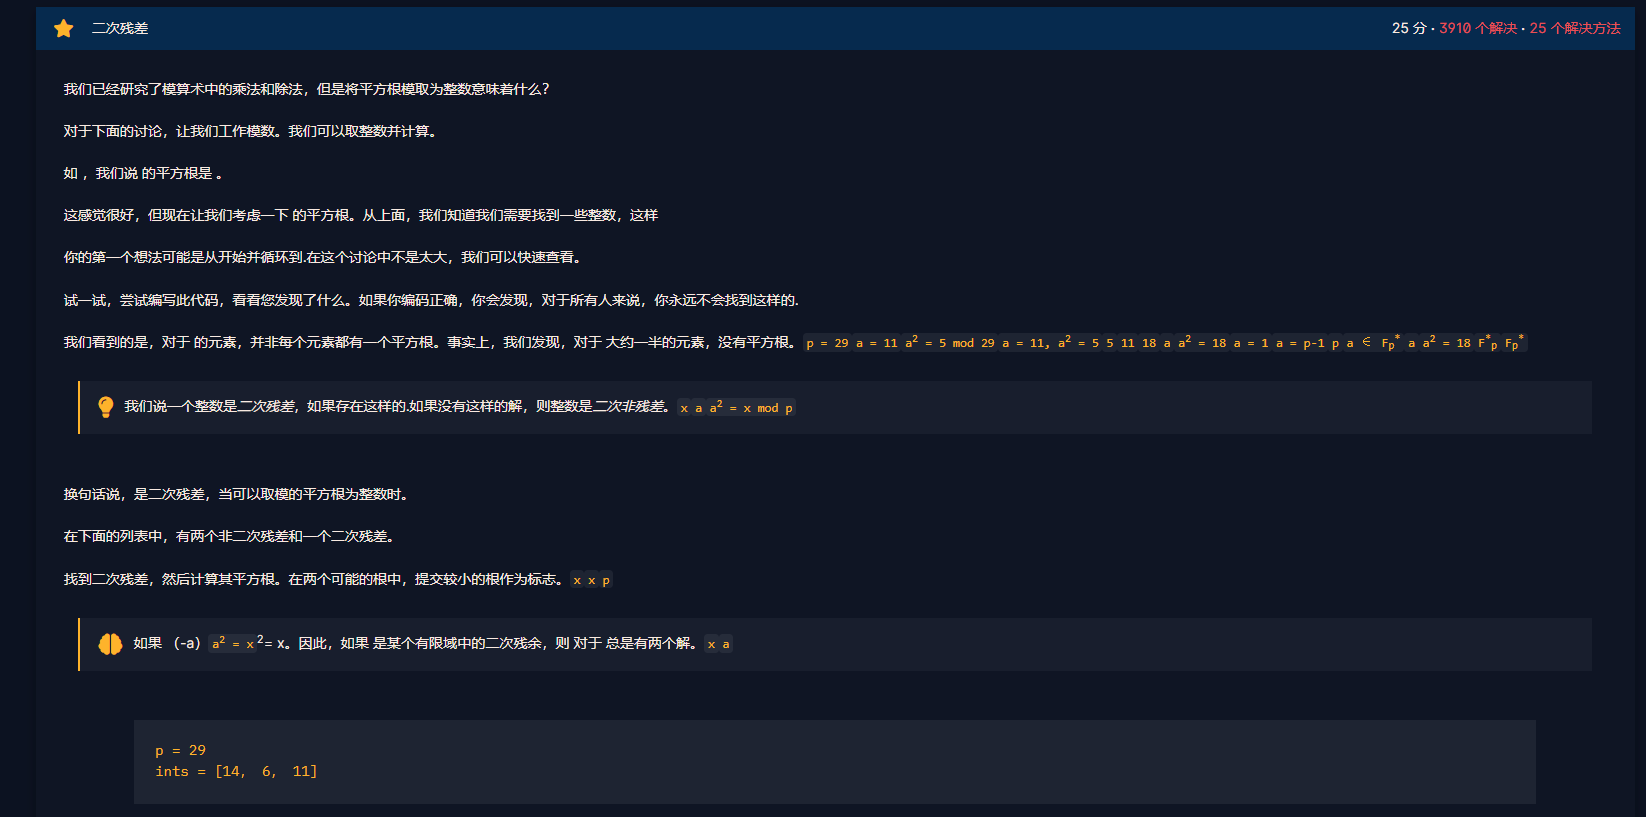 二次残差
25 分 · 3910 个解决 · 25 个解决方法
我们已经研究了模算术中的乘法和除法，但是将平方根模取为整数意味着什么？
对于下面的讨论，让我们工作模数。我们可以取整数并计算。
如 ，我们说 的平方根是 。
这感觉很好，但现在让我们考虑一下 的平方根。从上面，我们知道我们需要找到一些整数，这样
你的第一个想法可能是从开始并循环到.在这个讨论中不是太大，我们可以快速查看。
试一试，尝试编写此代码，看看您发现了什么。如果你编码正确，你会发现，对于所有人来说，你永远不会找到这样的.
我们看到的是，对于 的元素，并非每个元素都有一个平方根。事实上，我们发现，对于 大约一半的元素，没有平方根。 p = 29 a = 11 a² = 5 mod 29 a = 11, a² = 5 5 11 18 a a² = 18 a = 1 a = p-1 p a ∈ Fp* a a² = 18 F*p Fp*
我们说一个整数是二次残差，如果存在这样的.如果没有这样的解，则整数是二次非残差。 x a a² = x mod p
换句话说，是二次残差，当可以取模的平方根为整数时。
在下面的列表中，有两个非二次残差和一个二次残差。
找到二次残差，然后计算其平方根。在两个可能的根中，提交较小的根作为标志。 x x p
如果 （-a） a² = x ²= x。因此，如果 是某个有限域中的二次残余，则 对于 总是有两个解。 x a
p = 29
ints = [14, 6, 11]